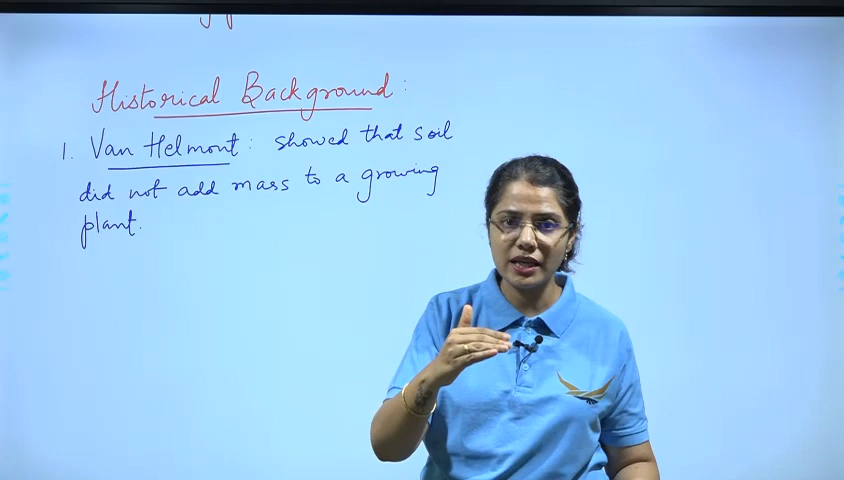 Historical Background:
1. Van Helmont: showed that soil
did not add mass to a growing
plant.